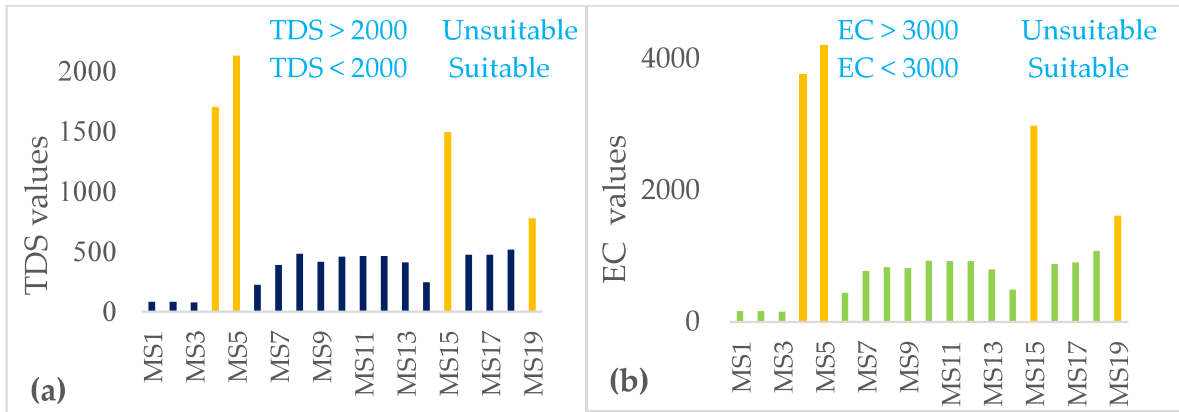 TDS > 2000 Unsuitable
TDS < 2000 Suitable
2000
1500
1000
500
0
TDS values
MS1
MS3
MS5
MS7
MS9
MS11
MS13
MS15
MS17
MS19
(a)
EC > 3000 Unsuitable
EC < 3000 Suitable
4000
2000
0
EC values
MS1
MS3
MS5
MS7
MS9
MS11
MS13
MS15
MS17
MS19
(b)